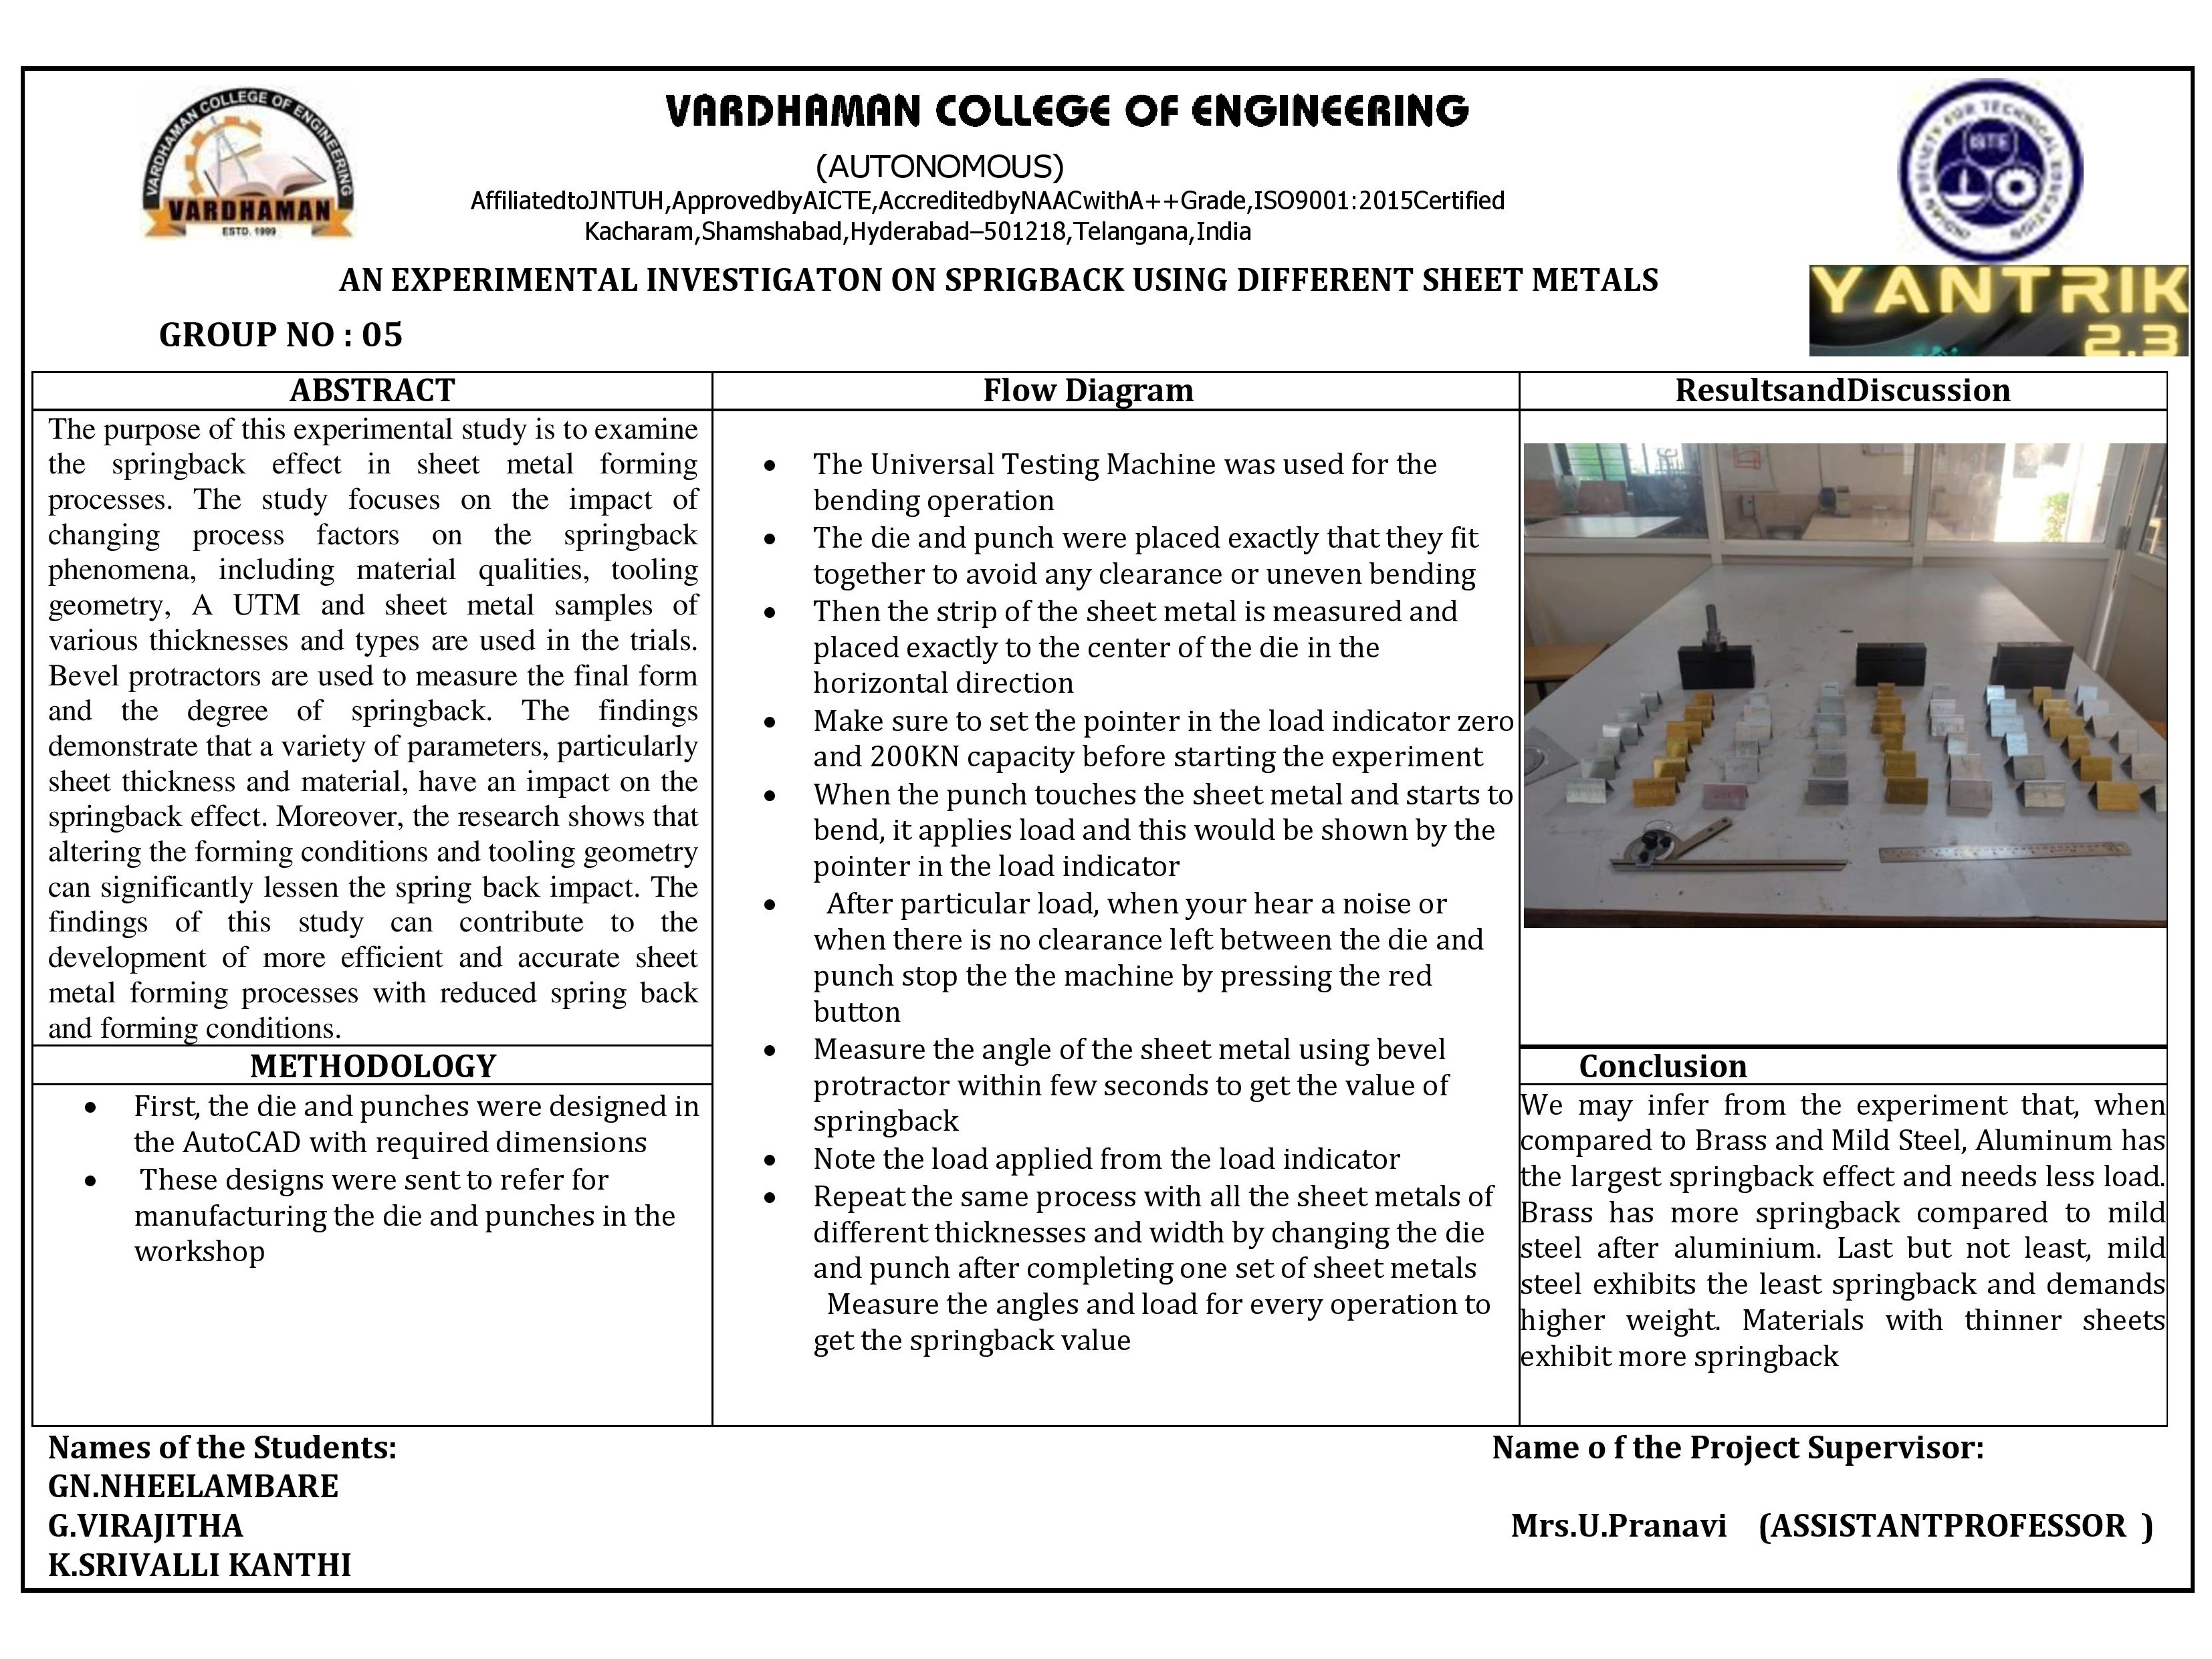 VARDHAMAN COLLEGE OF ENGINEERING
VARDHAMAN
ESTD. 1999
VARDHAMAN COLLEGE OF ENGINEERING
(AUTONOMOUS)
AffiliatedtoJNTUH,ApprovedbyAICTE,AccreditedbyNAACwithA++Grade,ISO9001:2015Certified
Kacharam,Shamshabad,Hyderabad–501218,Telangana,India
INDIAN SOCIETY FOR TECHNICAL EDUCATION
ISTE
AN EXPERIMENTAL INVESTIGATON ON SPRIGBACK USING DIFFERENT SHEET METALS
YANTRIK
2.3
GROUP NO : 05
ABSTRACT
The purpose of this experimental study is to examine
the springback effect in sheet metal forming
processes. The study focuses on the impact of
changing process factors on the springback
phenomena, including material qualities, tooling
geometry, A UTM and sheet metal samples of
various thicknesses and types are used in the trials.
Bevel protractors are used to measure the final form
and the degree of springback. The findings
demonstrate that a variety of parameters, particularly
sheet thickness and material, have an impact on the
springback effect. Moreover, the research shows that
altering the forming conditions and tooling geometry
can significantly lessen the spring back impact. The
findings of this study can contribute to the
development of more efficient and accurate sheet
metal forming processes with reduced spring back
and forming conditions.
METHODOLOGY
• First, the die and punches were designed in
the AutoCAD with required dimensions
• These designs were sent to refer for
manufacturing the die and punches in the
workshop
Flow Diagram
• The Universal Testing Machine was used for the
bending operation
• The die and punch were placed exactly that they fit
together to avoid any clearance or uneven bending
• Then the strip of the sheet metal is measured and
placed exactly to the center of the die in the
horizontal direction
• Make sure to set the pointer in the load indicator zero
and 200KN capacity before starting the experiment
• When the punch touches the sheet metal and starts to
bend, it applies load and this would be shown by the
pointer in the load indicator
• After particular load, when your hear a noise or
when there is no clearance left between the die and
punch stop the the machine by pressing the red
button
• Measure the angle of the sheet metal using bevel
protractor within few seconds to get the value of
springback
• Note the load applied from the load indicator
• Repeat the same process with all the sheet metals of
different thicknesses and width by changing the die
and punch after completing one set of sheet metals
Measure the angles and load for every operation to
get the springback value
ResultsandDiscussion
Conclusion
We may infer from the experiment that, when
compared to Brass and Mild Steel, Aluminum has
the largest springback effect and needs less load.
Brass has more springback compared to mild
steel after aluminium. Last but not least, mild
steel exhibits the least springback and demands
higher weight. Materials with thinner sheets
exhibit more springback
Names of the Students:
GN.NHEELAMBARE
G.VIRAJITHA
K.SRIVALLI KANTHI
Name o f the Project Supervisor:
Mrs.U.Pranavi (ASSISTANTPROFESSOR )